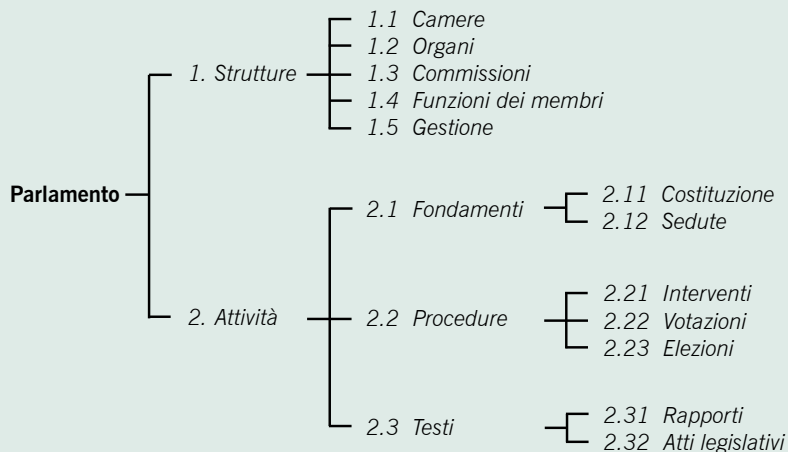 Parlamento
1. Strutture
1.1 Camere
1.2 Organi
1.3 Commissioni
1.4 Funzioni dei membri
1.5 Gestione
2. Attività
2.1 Fondamenti
2.11 Costituzione
2.12 Sedute
2.2 Procedure
2.21 Interventi
2.22 Votazioni
2.23 Elezioni
2.3 Testi
2.31 Rapporti
2.32 Atti legislativi